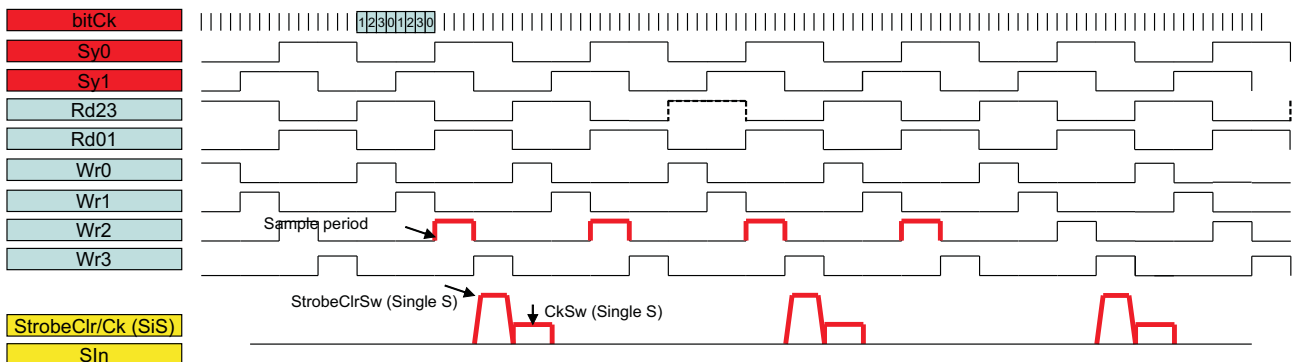 bitCk
1 2 3 0 1 2 3 0
Sy0
Sy1
Rd23
Rd01
Wr0
Wr1
Sample period
Wr2
Wr3
StrobeClrSw (Single S)
CkSw (Single S)
StrobeClr/Ck (SiS)
SIn